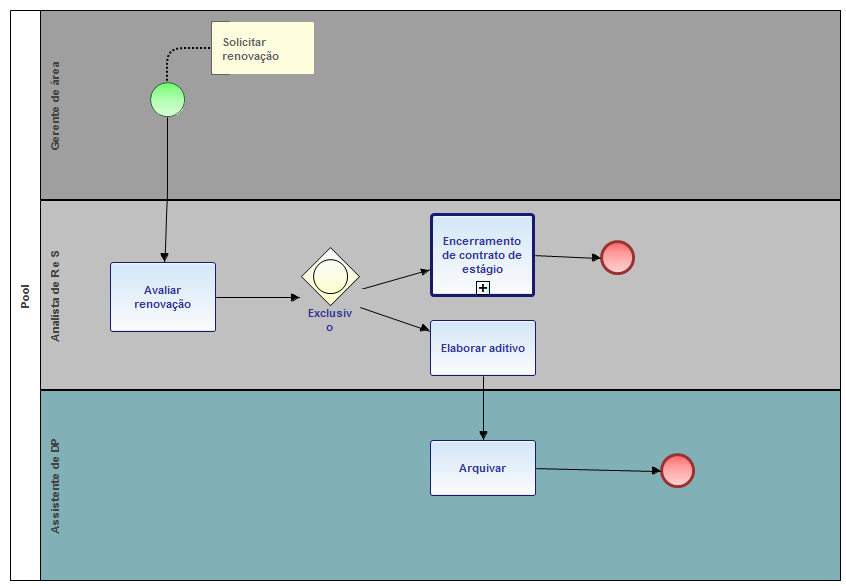 Pool
Gerente de área
Solicitar
renovação
Analista de R e S
Avaliar
renovação
Exclusiv
o
Encerramento
de contrato de
estágio
Elaborar aditivo
Assistente de DP
Arquivar